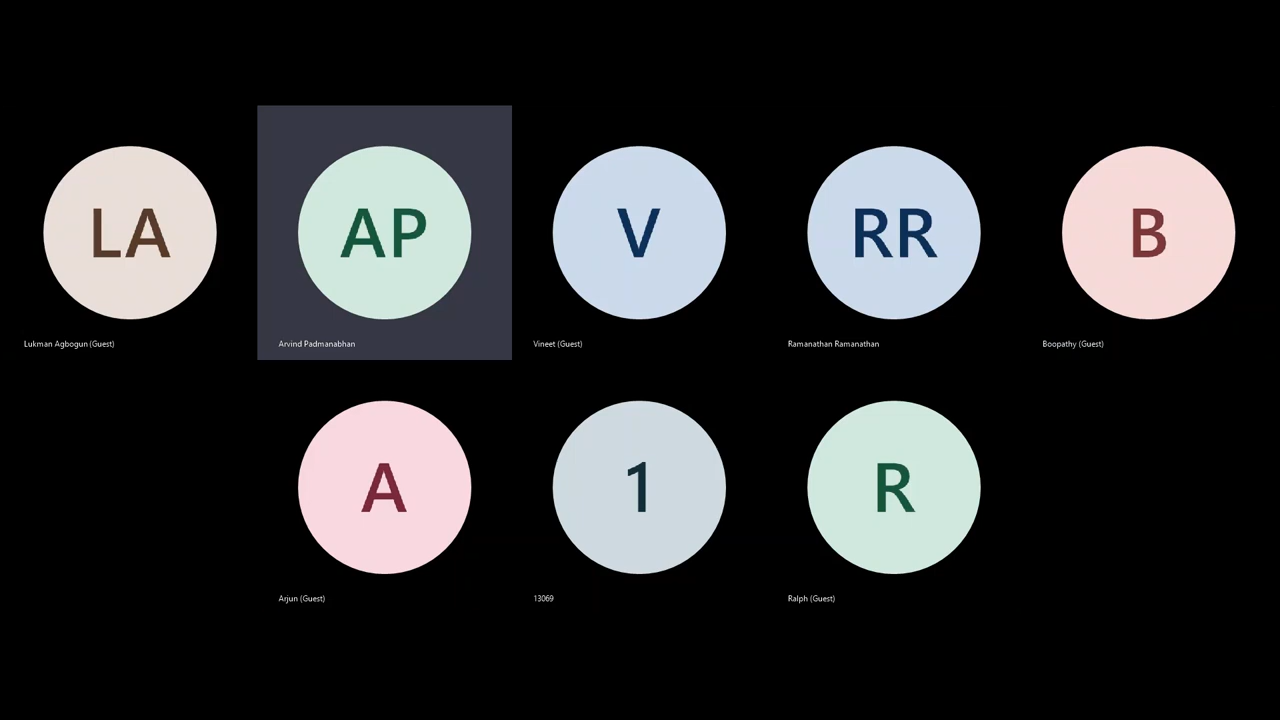 LA
AP
V
RR
B
Lukman Agbogun (Guest)
Arvind Padmanabhan
Vineet (Guest)
Ramanathan Ramanathan
Boopathy (Guest)
A
1
R
Arjun (Guest)
13069
Ralph (Guest)